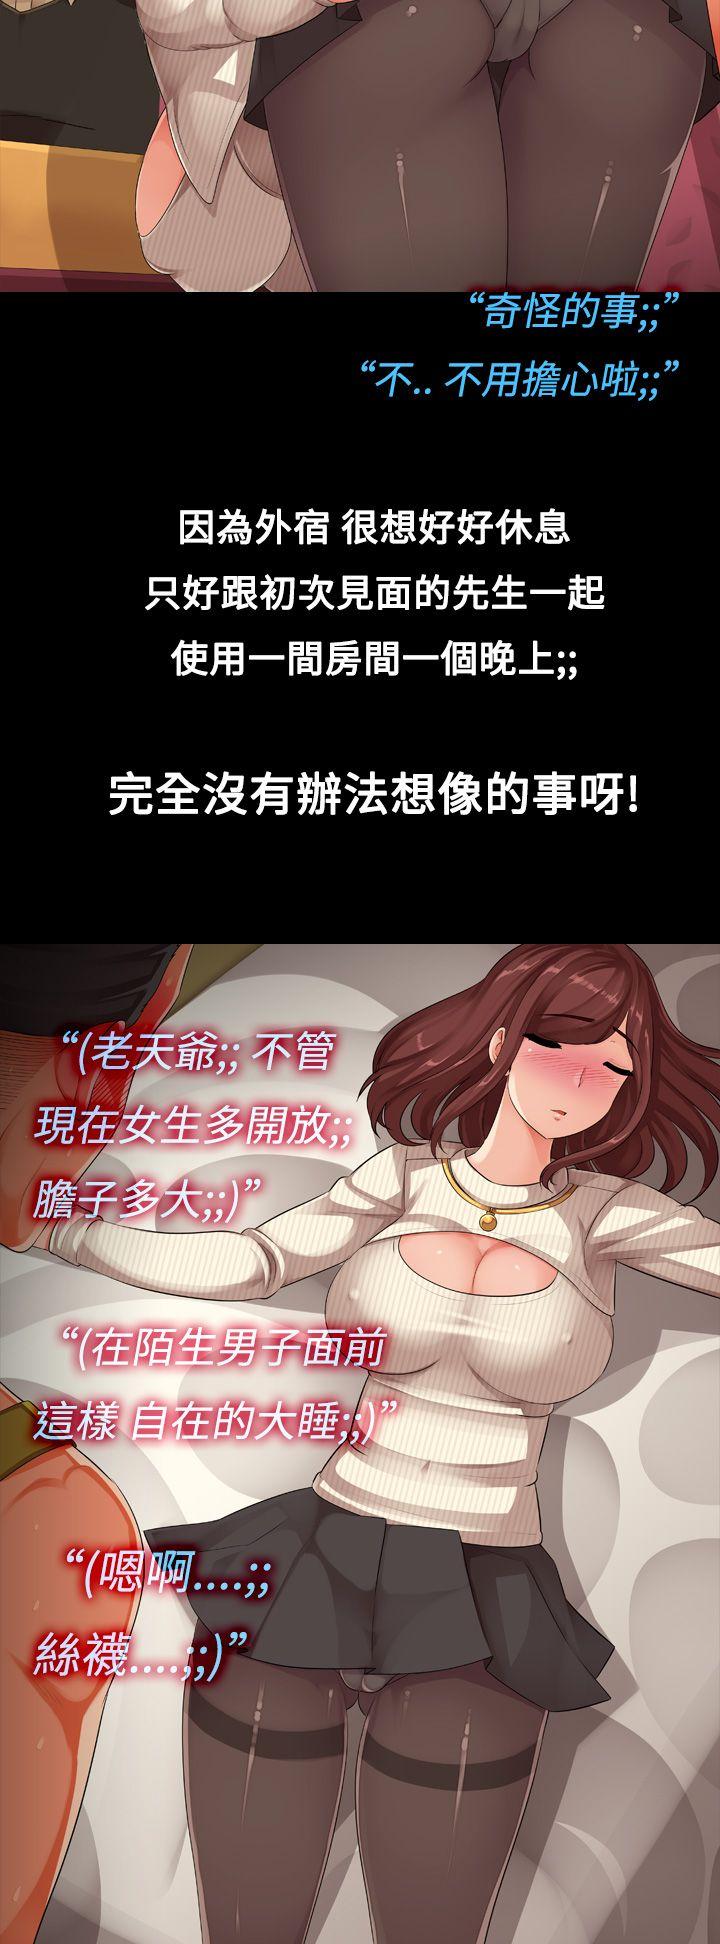 “奇怪的事;;”
“不.. 不用擔心啦;;”
因為外宿 很想好好休息
只好跟初次見面的先生一起
使用一間房間一個晚上;;
完全沒有辦法想像的事呀!
“(老天爺;; 不管
現在女生多開放;;
膽子多大;;)”
“(在陌生男子面前
這樣 自在的大睡;;)”
“(嗯啊....;;
絲襪....;;)”